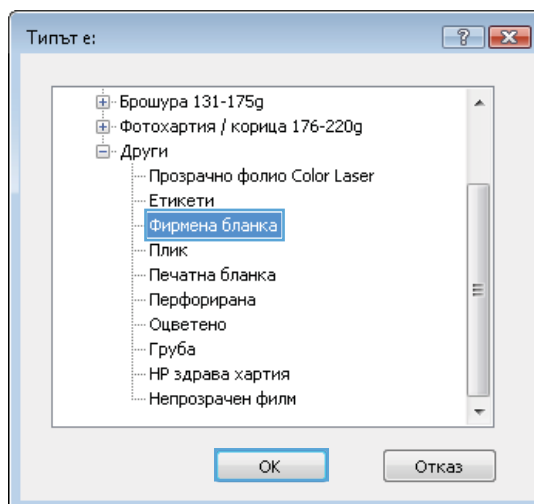 Типът е:
Брошура 131-175g
Фотохартия / корица 176-220g
Други
Прозрачно фолио Color Laser
Етикети
Фирмена бланка
Плик
Печатна бланка
Перфорирана
Оцветено
Груба
HP здрава хартия
Непрозрачен филм
OK
Отказ